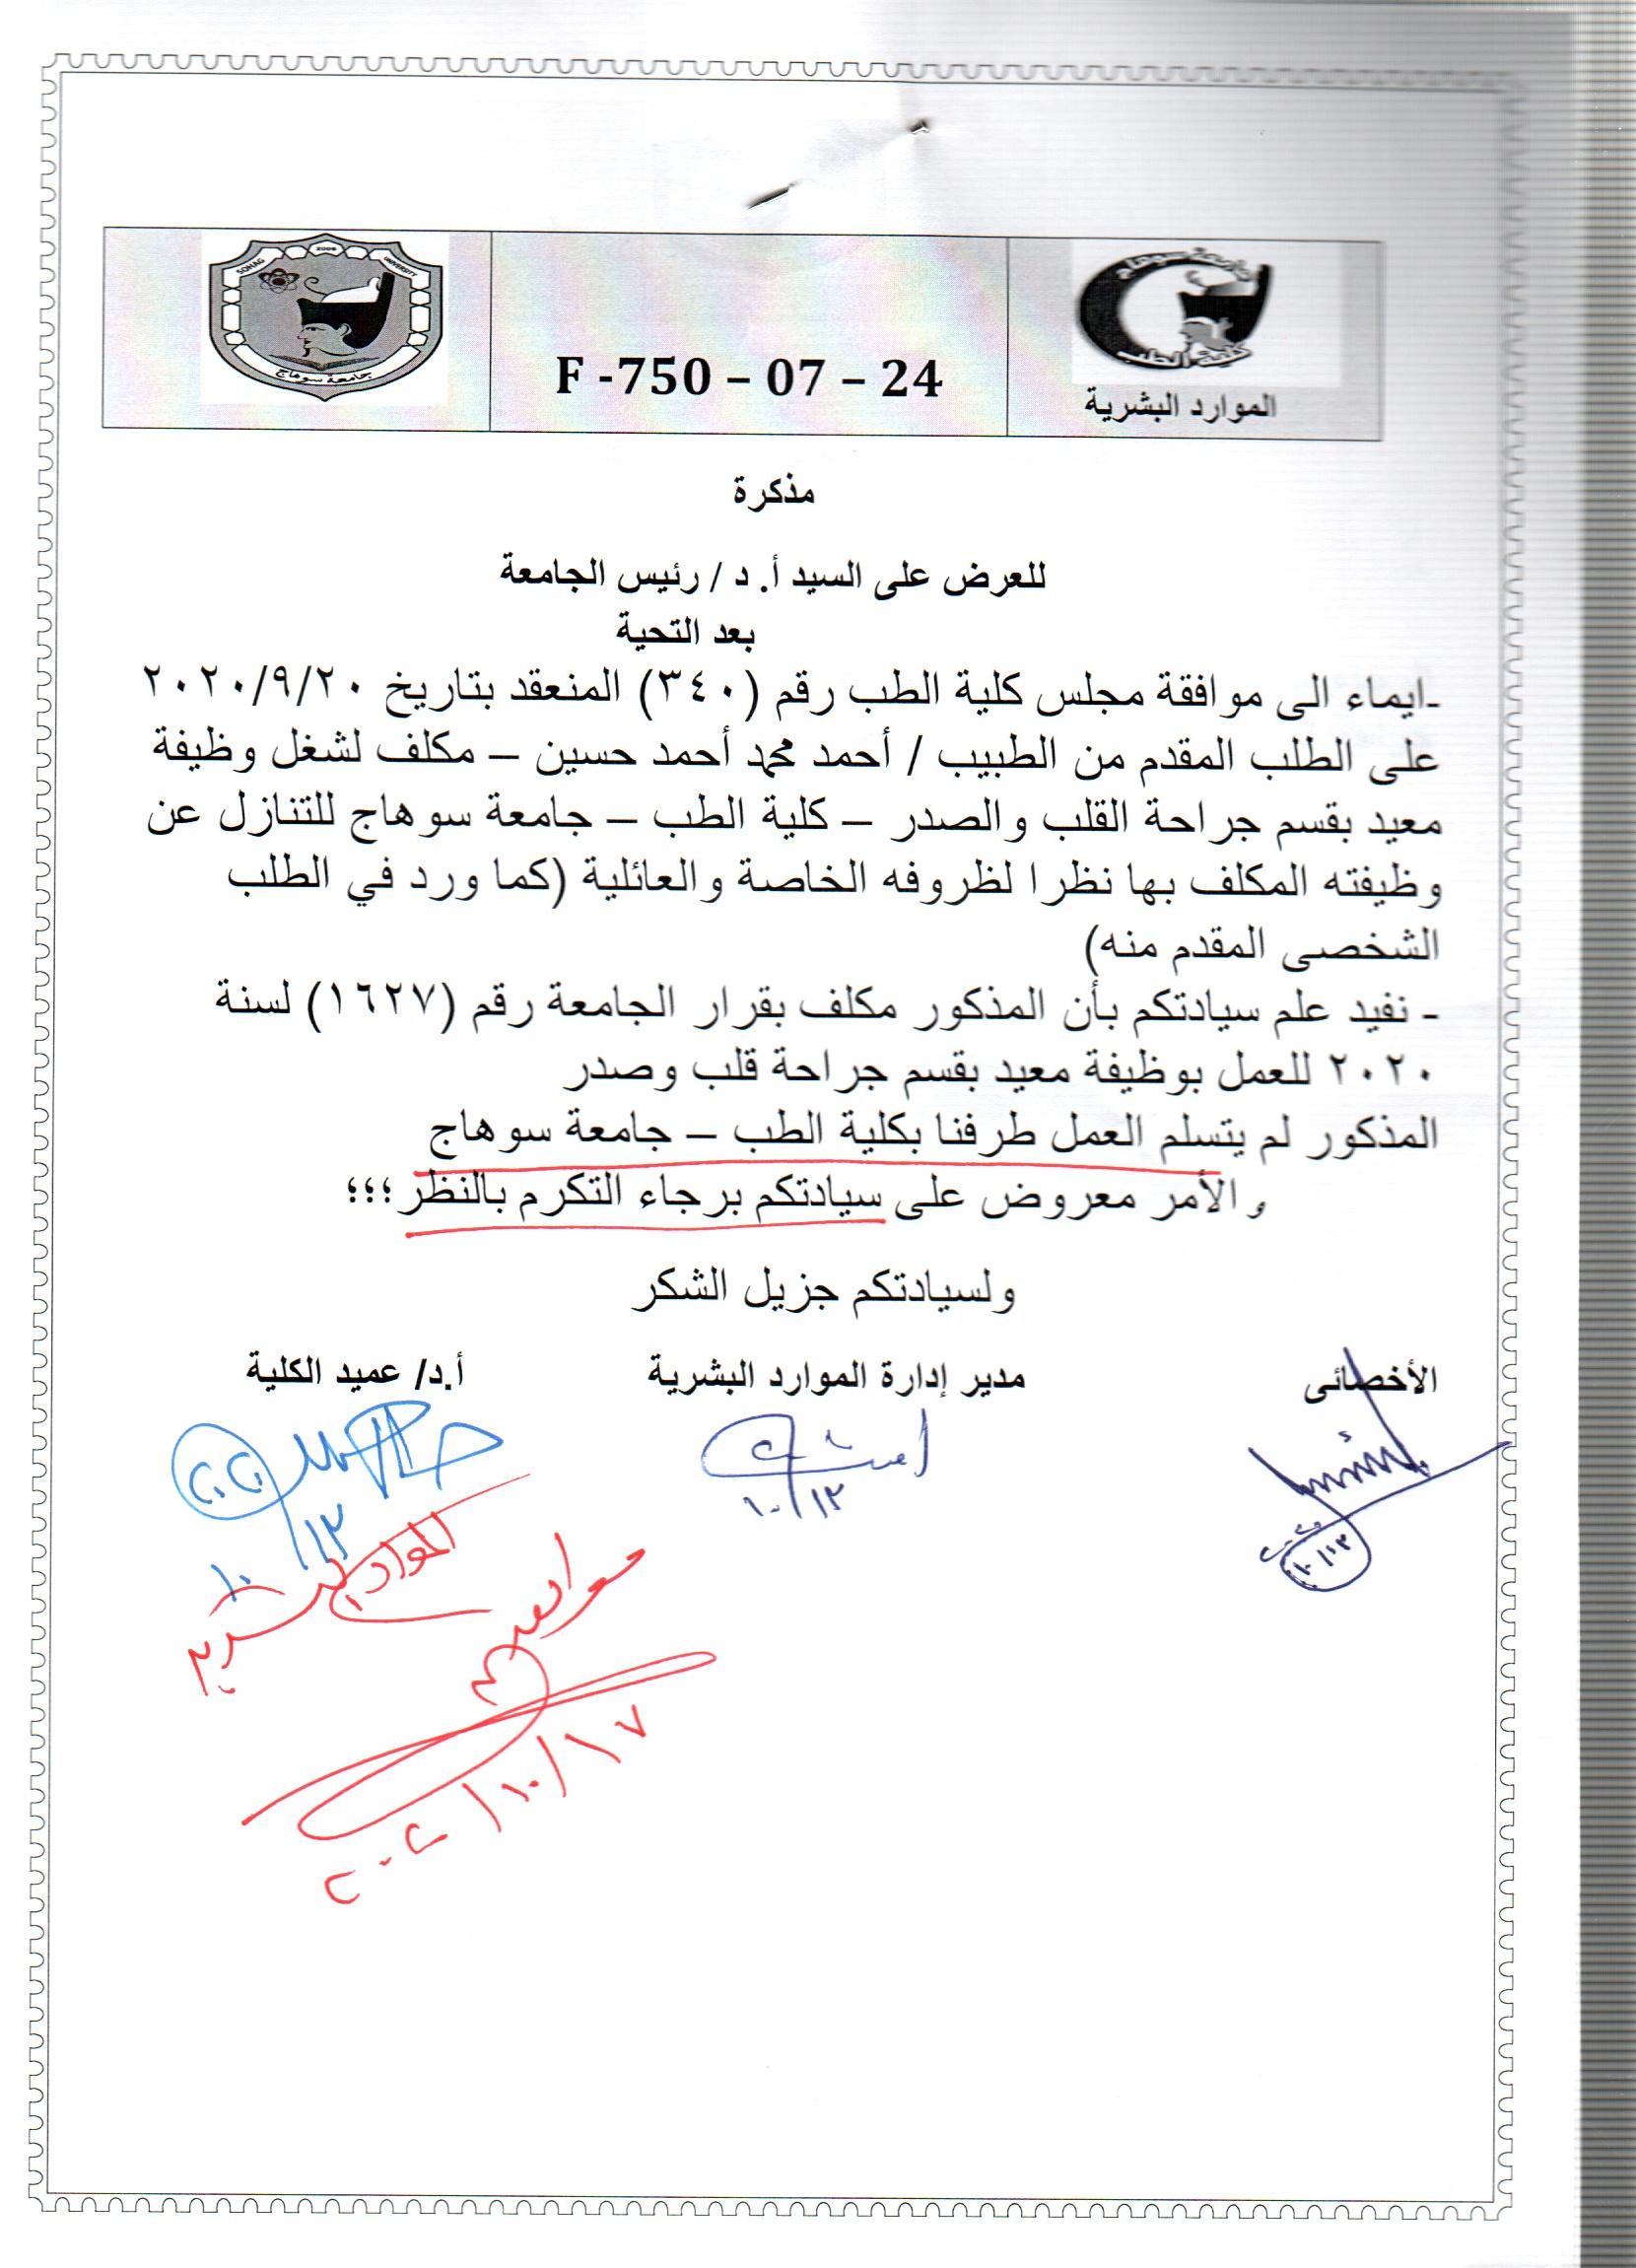 SOHAG UNIVERSITY
2006
جامعة سوهاج
F -750 – 07 – 24
جامعة سوهاج
كلية الطب
الموارد البشرية
مذكرة
للعرض على السيد أ. د / رئيس الجامعة
بعد التحية
-ايماء الى موافقة مجلس كلية الطب رقم (٣٤٠) المنعقد بتاريخ ٢٠٢٠/٩/٢٠
على الطلب المقدم من الطبيب / أحمد محمد أحمد حسين – مكلف لشغل وظيفة
معيد بقسم جراحة القلب والصدر – كلية الطب – جامعة سوهاج للتنازل عن
وظيفته المكلف بها نظرا لظروفه الخاصة والعائلية (كما ورد في الطلب
الشخصى المقدم منه)
- نفيد علم سيادتكم بأن المذكور مكلف بقرار الجامعة رقم (١٦٢٧) لسنة
٢٠٢٠ للعمل بوظيفة معيد بقسم جراحة قلب وصدر
المذكور لم يتسلم العمل طرفنا بكلية الطب – جامعة سوهاج
والأمر معروض على سيادتكم برجاء التكرم بالنظر ؛؛؛
ولسيادتكم جزيل الشكر
الأخصائى
مدير إدارة الموارد البشرية
أ.د/ عميد الكلية
١٠/١٣
١٠/١٣
١٠/١٣
الموارد البشرية
موافق
٢٠٢٠/١٠/١٧